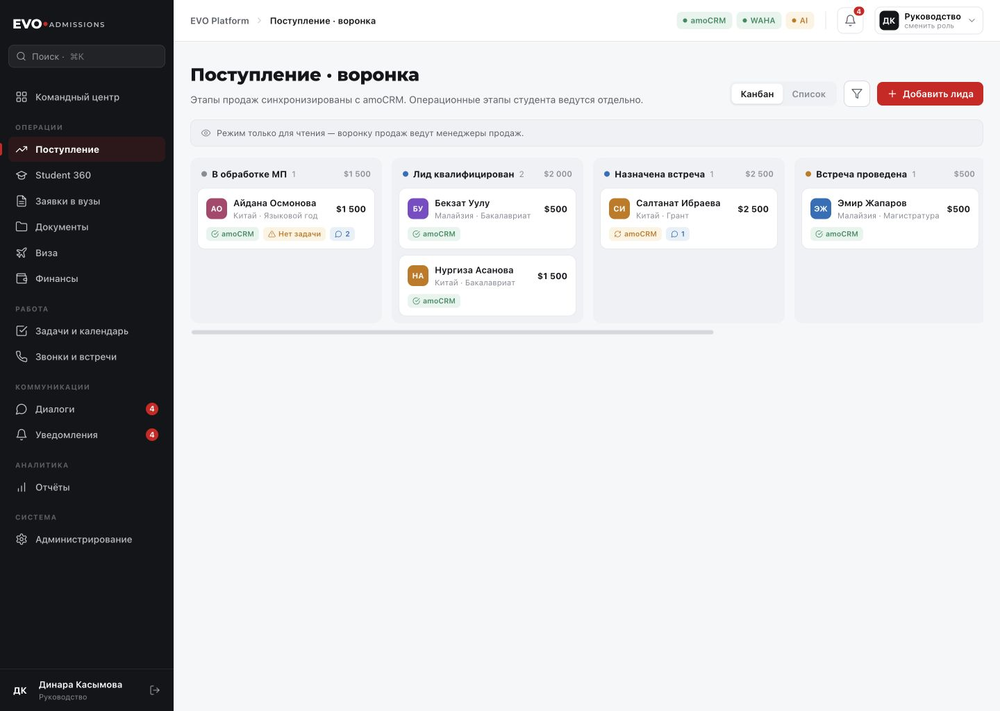 EVO•ADMISSIONS
Поиск · ⌘K
Командный центр
ОПЕРАЦИИ
Поступление
Student 360
Заявки в вузы
Документы
Виза
Финансы
РАБОТА
Задачи и календарь
Звонки и встречи
КОММУНИКАЦИИ
Диалоги 4
Уведомления 4
АНАЛИТИКА
Отчёты
СИСТЕМА
Администрирование
ДК Динара Касымова
Руководство
EVO Platform Поступление · воронка
amoCRM WAHA AI
4
ДК Руководство
сменить роль
Поступление · воронка
Этапы продаж синхронизированы с amoCRM. Операционные этапы студента ведутся отдельно.
Канбан Список
Добавить лида
Режим только для чтения — воронку продаж ведут менеджеры продаж.
В обработке МП 1 $1 500
АО Айдана Осмонова $1 500
Китай · Языковой год
amoCRM Нет задачи 2
Лид квалифицирован 2 $2 000
БУ Бекзат Уулу $500
Малайзия · Бакалавриат
amoCRM
НА Нургиза Асанова $1 500
Китай · Бакалавриат
amoCRM
Назначена встреча 1 $2 500
СИ Салтанат Ибраева $2 500
Китай · Грант
amoCRM 1
Встреча проведена 1 $500
ЭЖ Эмир Жапаров $500
Малайзия · Магистратура
amoCRM